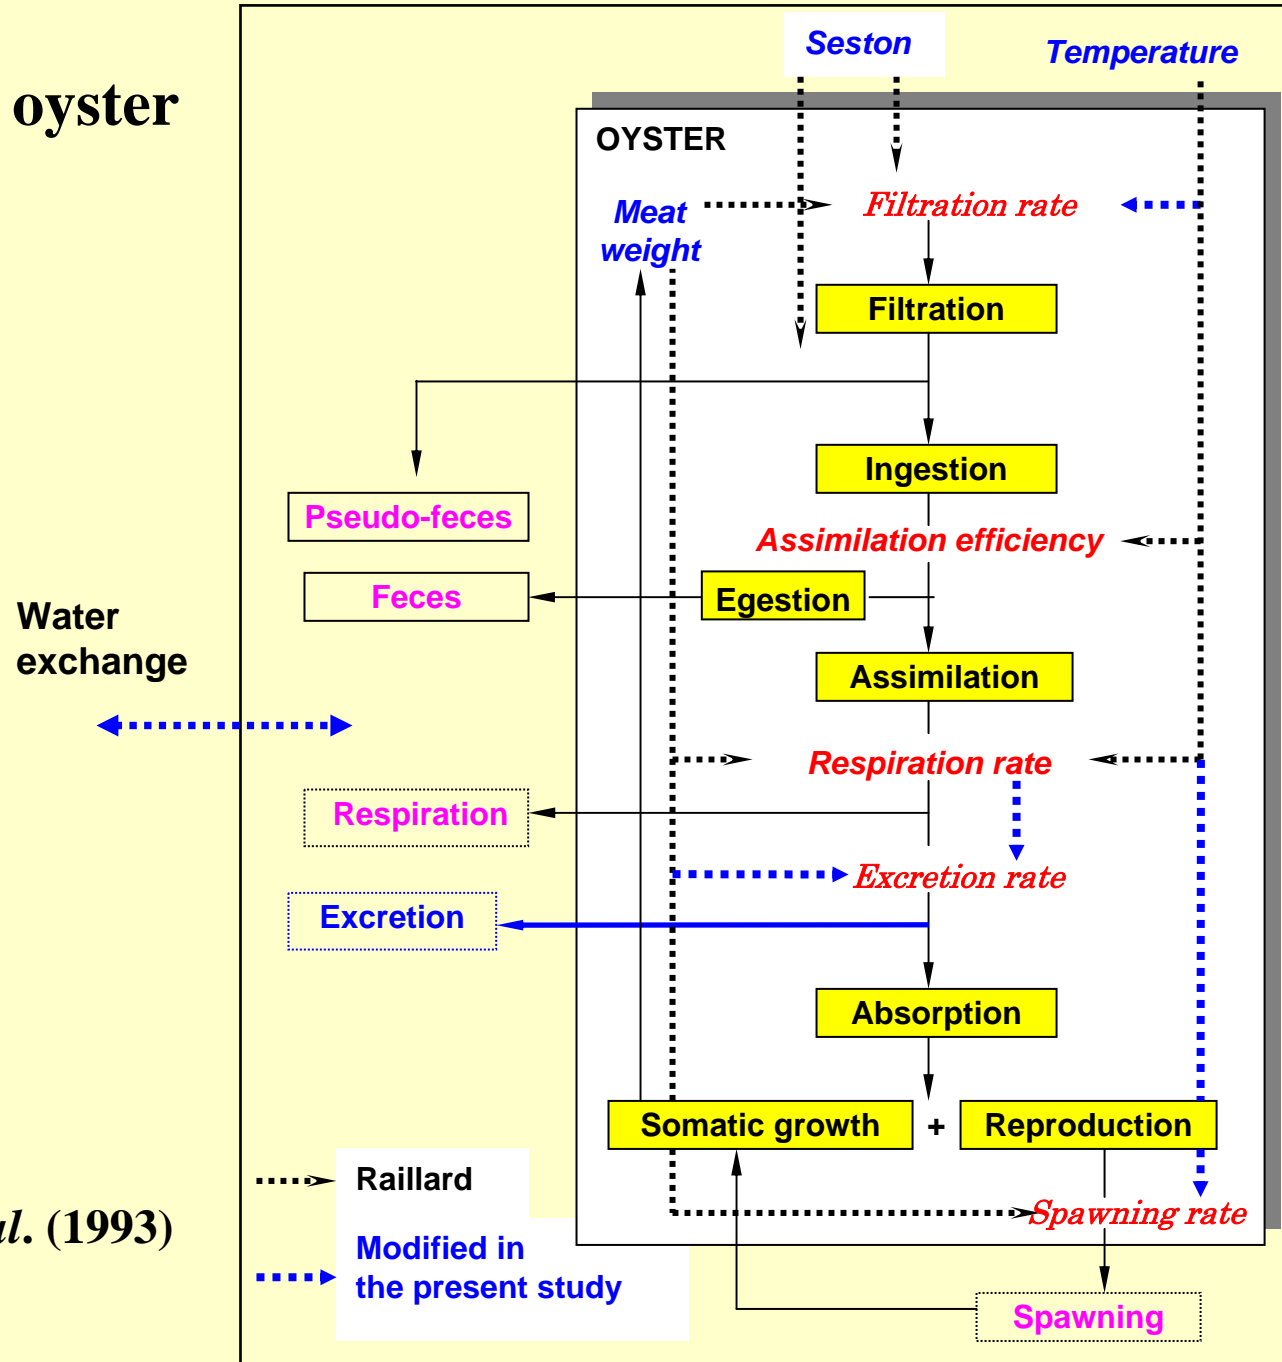 Seston
Temperature
oyster
OYSTER
Filtration rate
Meat
weight
Filtration
Ingestion
Pseudo-feces
Assimilation efficiency
Feces
Egestion
Water
exchange
Assimilation
Respiration rate
Respiration
Excretion rate
Excretion
Absorption
Somatic growth + Reproduction
Raillard
al. (1993)
Spawning rate
Modified in
the present study
Spawning